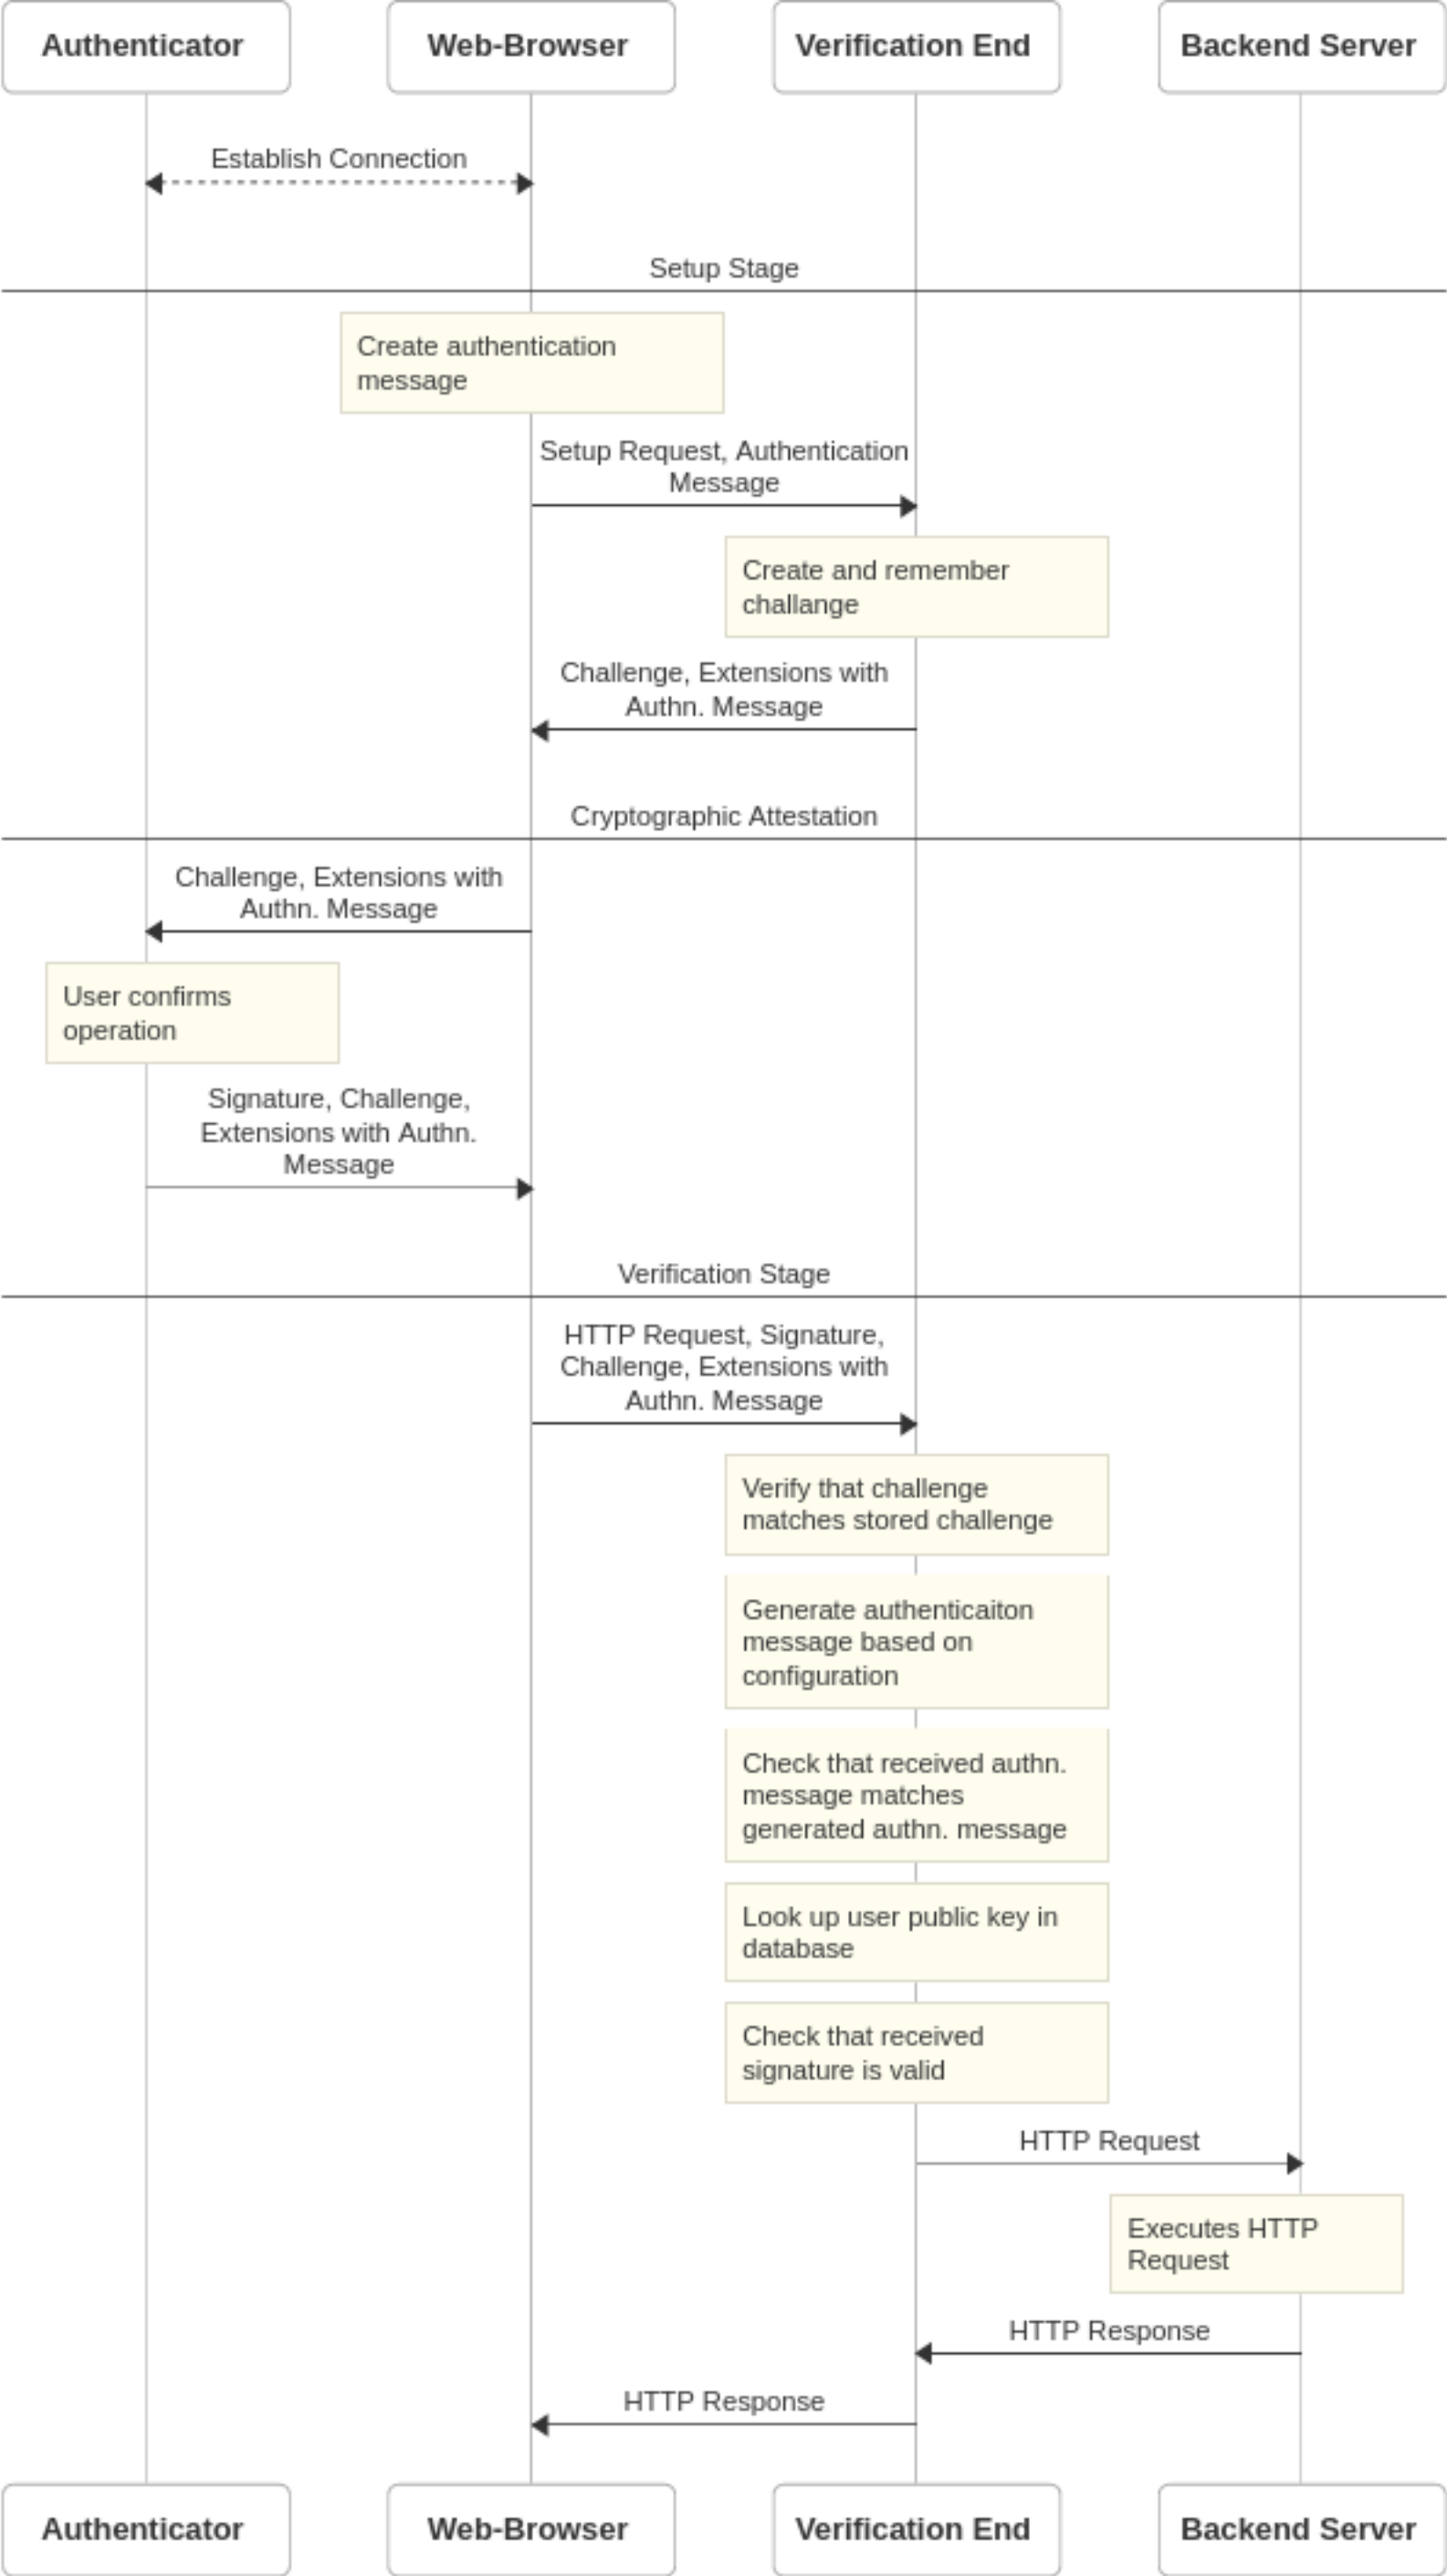 Authenticator
Web-Browser
Verification End
Backend Server
Establish Connection
Setup Stage
Create authentication
message
Setup Request, Authentication
Message
Create and remember
challange
Challenge, Extensions with
Authn. Message
Cryptographic Attestation
Challenge, Extensions with
Authn. Message
User confirms
operation
Signature, Challenge,
Extensions with Authn.
Message
Verification Stage
HTTP Request, Signature,
Challenge, Extensions with
Authn. Message
Verify that challenge
matches stored challenge
Generate authenticaiton
message based on
configuration
Check that received authn.
message matches
generated authn. message
Look up user public key in
database
Check that received
signature is valid
HTTP Request
Executes HTTP
Request
HTTP Response
HTTP Response
Authenticator
Web-Browser
Verification End
Backend Server